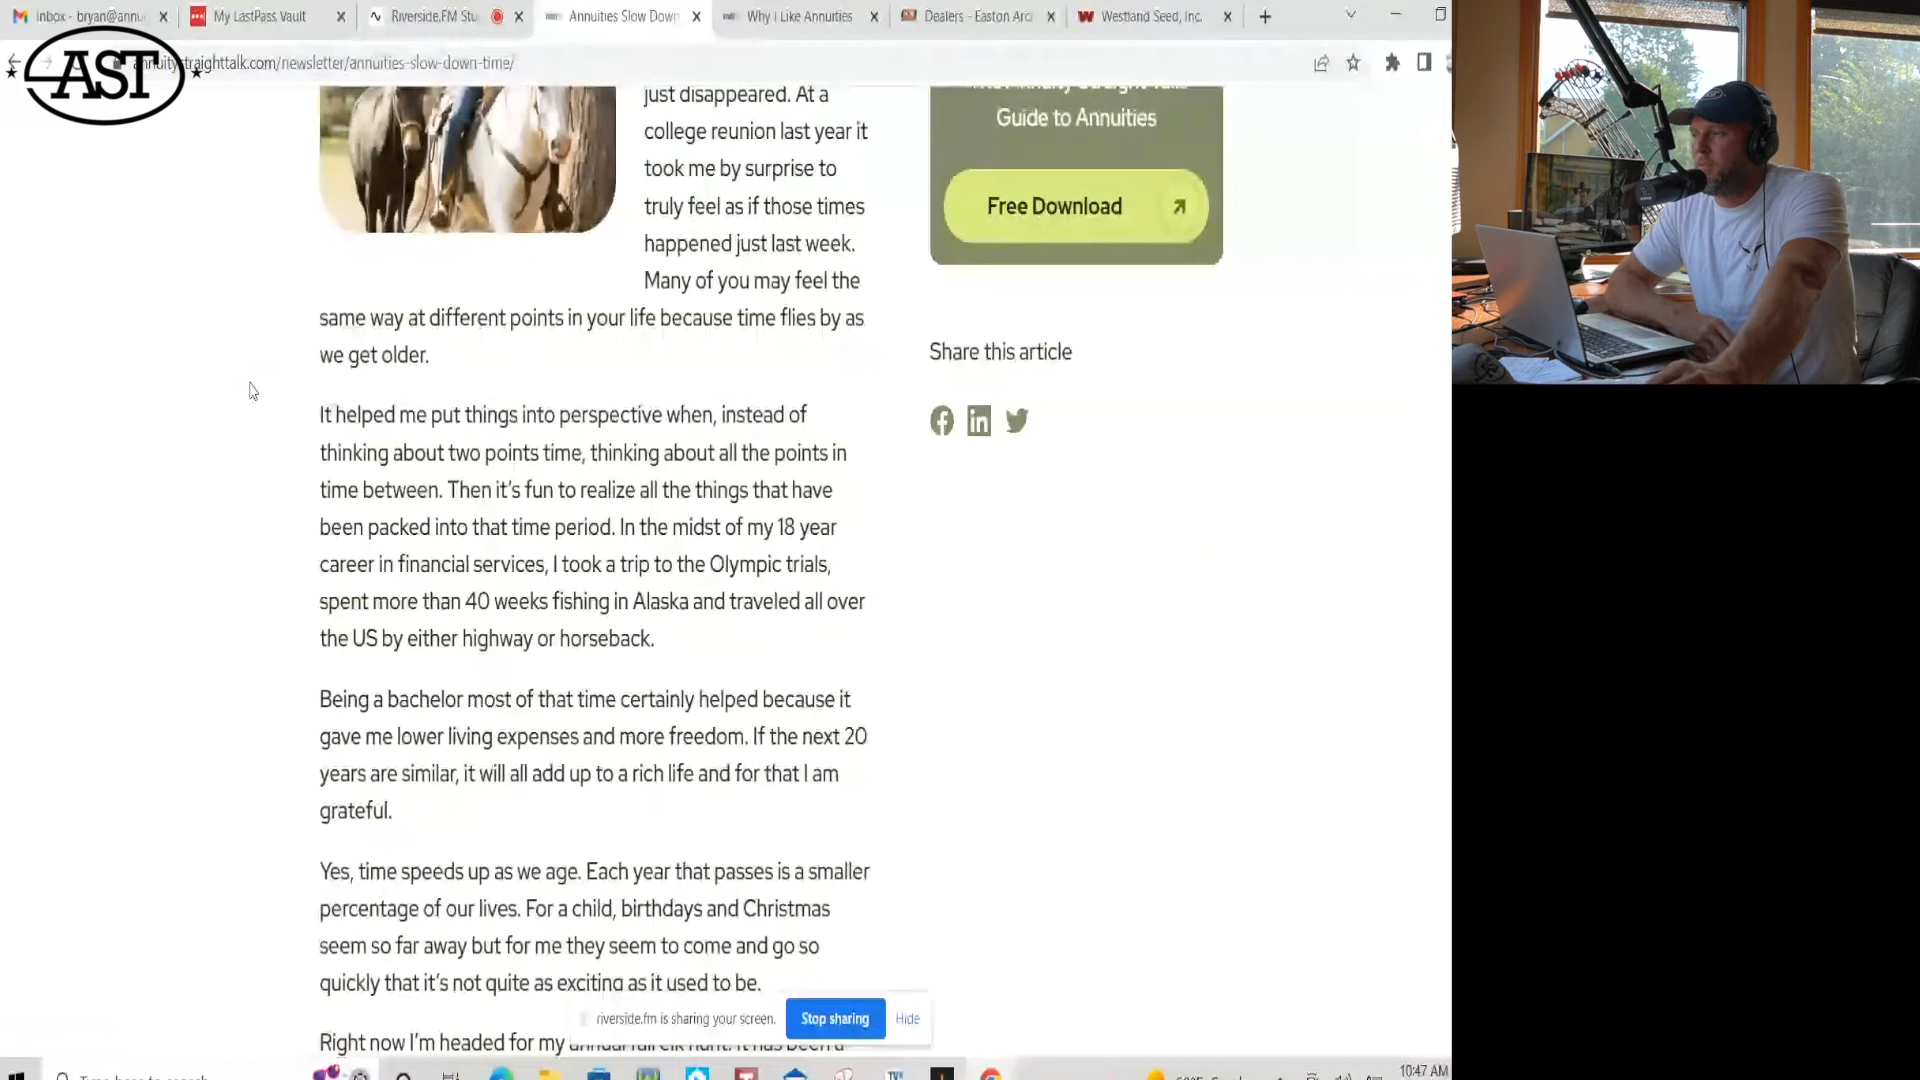 Inbox - bryan@annu
My LastPass Vault
Riverside.FM Stu
Annuities Slow Down
Why I Like Annuities
Dealers - Easton Arc
Westland Seed, Inc.
AST
straighttalk.com/newsletter/annuities-slow-down-time/
just disappeared. At a
college reunion last year it
took me by surprise to
truly feel as if those times
happened just last week.
Many of you may feel the
same way at different points in your life because time flies by as
we get older.
It helped me put things into perspective when, instead of
thinking about two points time, thinking about all the points in
time between. Then it's fun to realize all the things that have
been packed into that time period. In the midst of my 18 year
career in financial services, I took a trip to the Olympic trials,
spent more than 40 weeks fishing in Alaska and traveled all over
the US by either highway or horseback.
Being a bachelor most of that time certainly helped because it
gave me lower living expenses and more freedom. If the next 20
years are similar, it will all add up to a rich life and for that I am
grateful.
Yes, time speeds up as we age. Each year that passes is a smaller
percentage of our lives. For a child, birthdays and Christmas
seem so far away but for me they seem to come and go so
quickly that it's not quite as exciting as it used to be.
Right now I'm headed for my annual fall elk hunt. It has been a
Guide to Annuities
Free Download
Share this article
riverside.fm is sharing your screen.
Stop sharing
Hide
10:47 AM